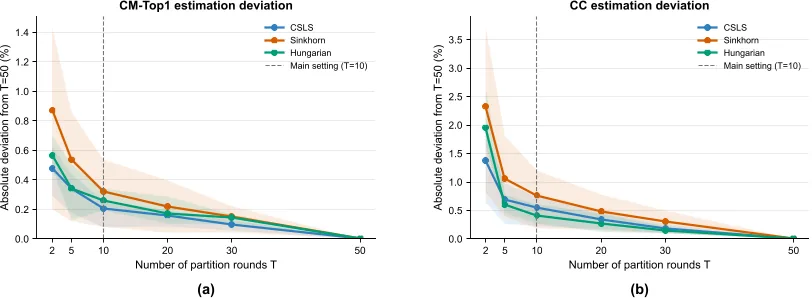 CM-Top1 estimation deviation
CSLS
Sinkhorn
Hungarian
Main setting (T=10)
Absolute deviation from T=50 (%)
1.4
1.2
1.0
0.8
0.6
0.4
0.2
0.0
2 5 10 20 30 50
Number of partition rounds T
(a)
CC estimation deviation
CSLS
Sinkhorn
Hungarian
Main setting (T=10)
Absolute deviation from T=50 (%)
3.5
3.0
2.5
2.0
1.5
1.0
0.5
0.0
2 5 10 20 30 50
Number of partition rounds T
(b)